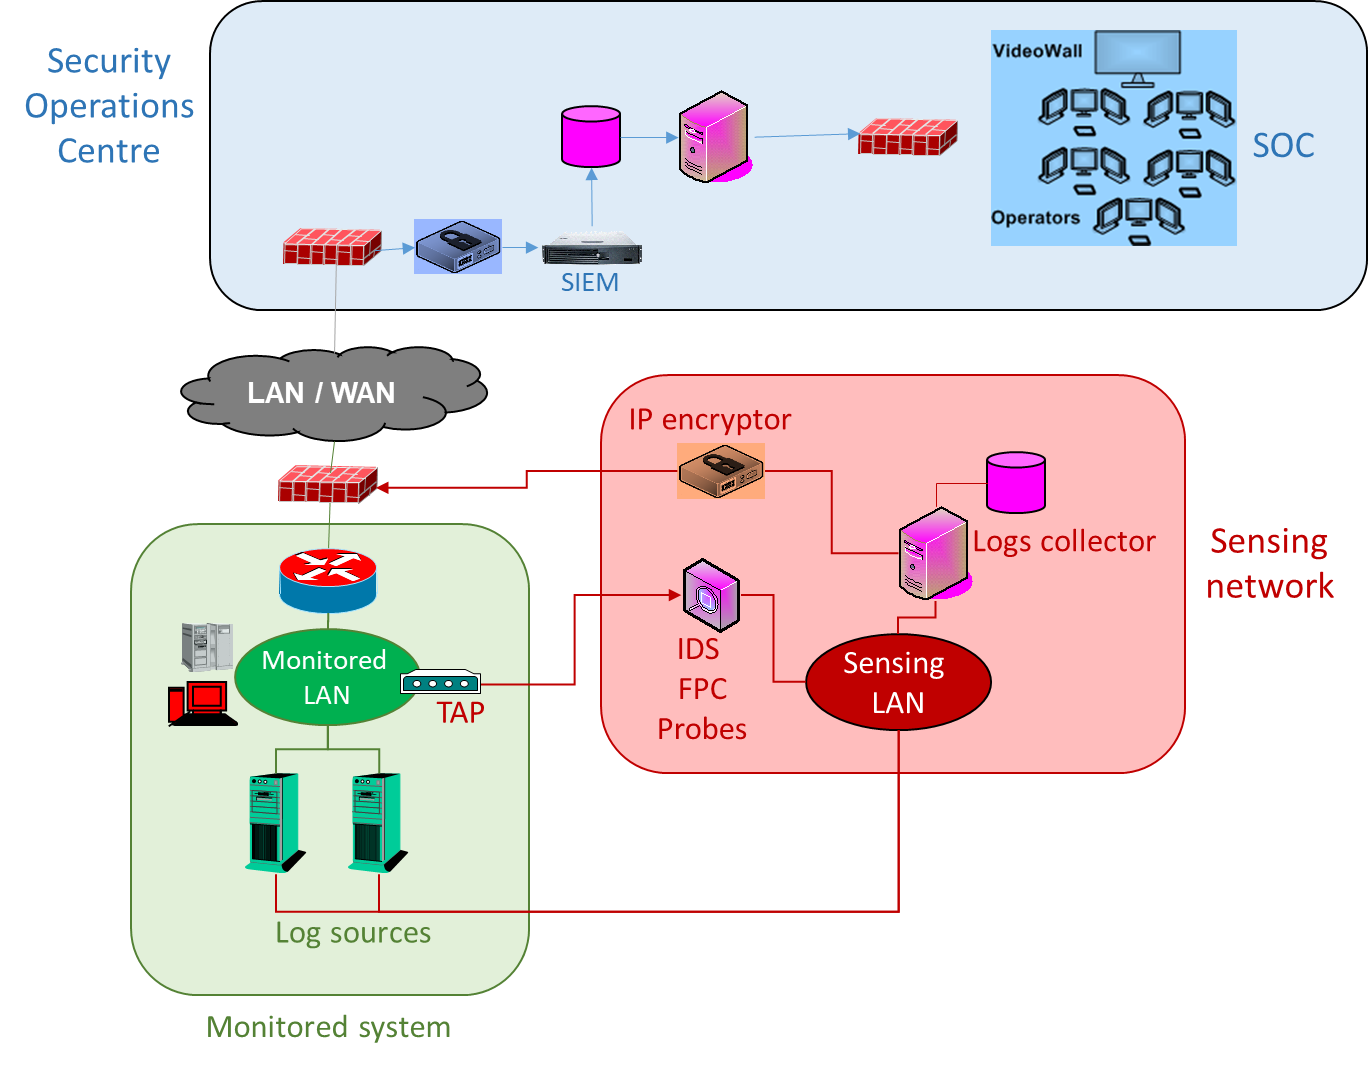 Security
Operations
Centre
VideoWall
SOC
Operators
SIEM
LAN / WAN
IP encryptor
Logs collector
Sensing
network
IDS
FPC
Probes
Sensing
LAN
Monitored
LAN
TAP
Log sources
Monitored system